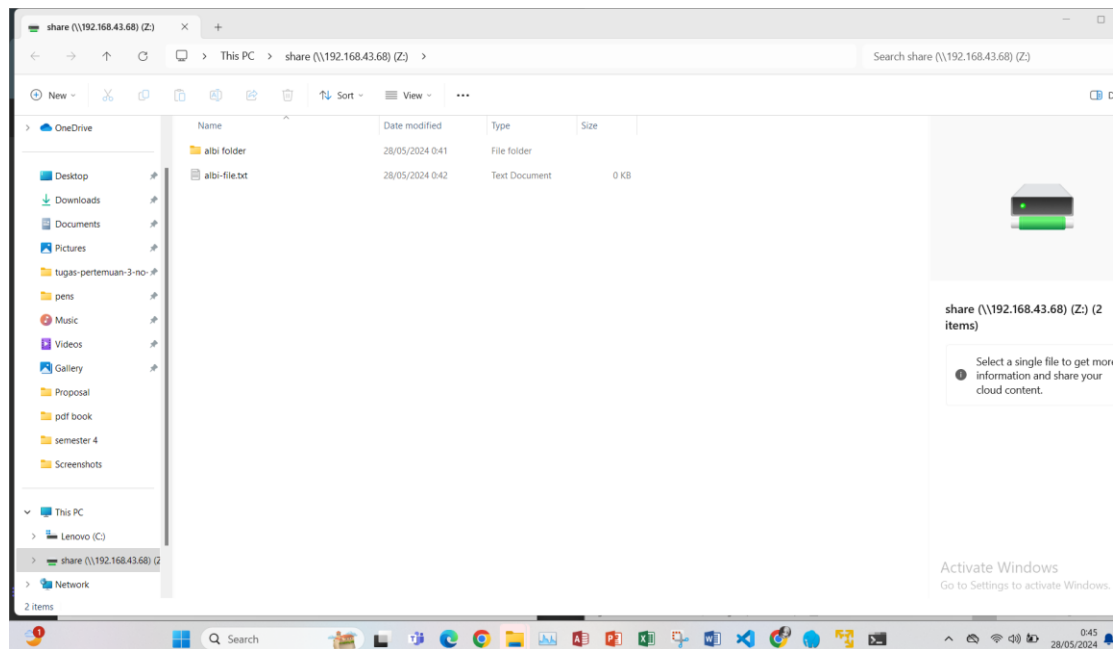 share (\\192.168.43.68) (Z:)
This PC > share (\\192.168.43.68) (Z:) >
Search share (\\192.168.43.68) (Z:)
New
Sort
View
D
OneDrive
Desktop
Downloads
Documents
Pictures
tugas-pertemuan-3-no-
pens
Music
Videos
Gallery
Proposal
pdf book
semester 4
Screenshots
This PC
Lenovo (C:)
share (\\192.168.43.68) (Z
Network
Name Date modified Type Size
albi folder 28/05/2024 0:41 File folder
albi-file.txt 28/05/2024 0:42 Text Document 0 KB
share (\\192.168.43.68) (Z:) (2
items)
Select a single file to get more
information and share your
cloud content.
Activate Windows
Go to Settings to activate Windows.
2 items
1
Search
0:45
28/05/2024